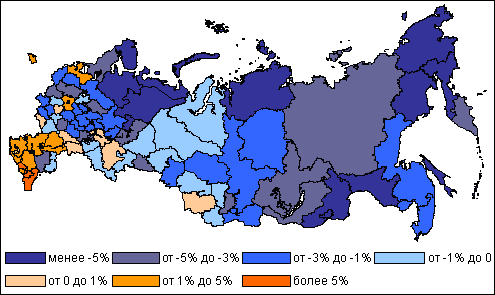 менее -5% от -5% до -3% от -3% до -1% от -1% до 0
от 0 до 1% от 1% до 5% более 5%